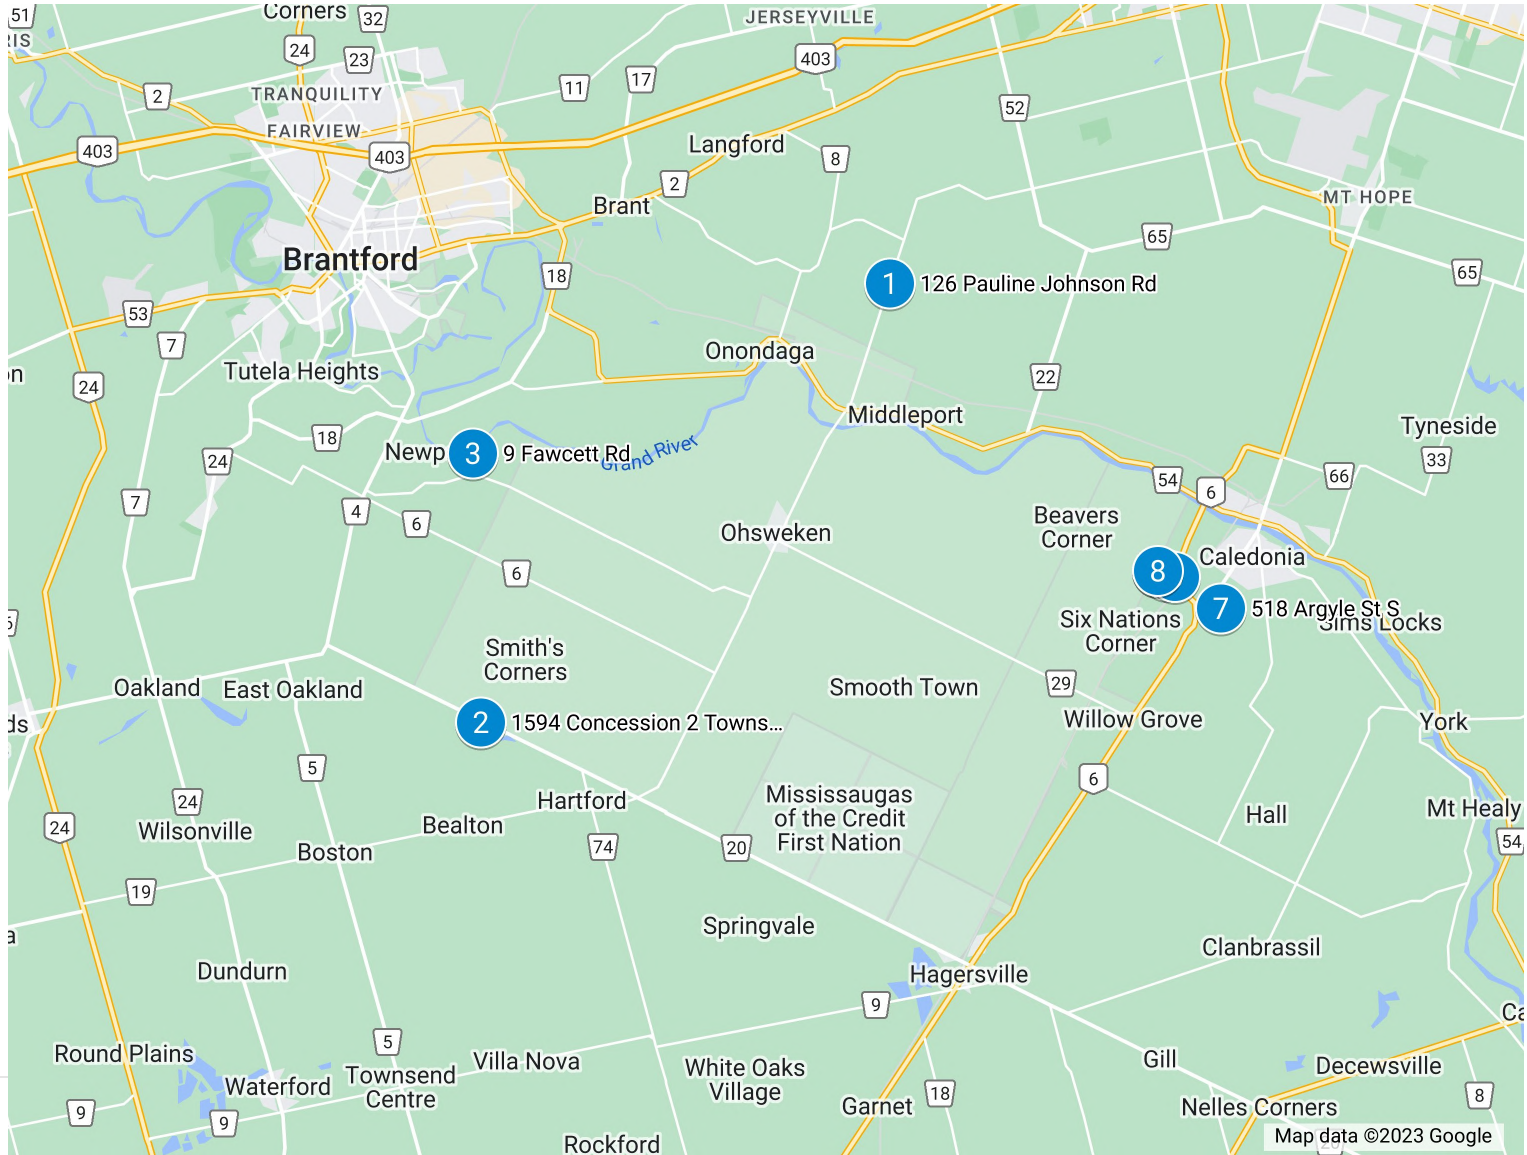 51
Corners
32
JERSEYVILLE
RIS
24
23
403
2
TRANQUILITY
11
17
52
FAIRVIEW
403
403
Langford
8
2
Brant
MT HOPE
65
Brantford
18
65
1
126 Pauline Johnson Rd
53
7
Onondaga
on
Tutela Heights
24
22
Middleport
Tyneside
18
Newp
3
9 Fawcett Rd
Grand River
24
33
54
66
6
7
4
6
Beavers
Corner
Ohsweken
Caledonia
6
8
7
518 Argyle St S
Six Nations
Corner
Sims Locks
Smith's
Corners
Oakland
East Oakland
Smooth Town
29
ds
2
1594 Concession 2 Towns...
Willow Grove
York
5
6
24
Hartford
Mississaugas
of the Credit
First Nation
Hall
Mt Healy
24
Wilsonville
Bealton
Boston
74
20
54
19
Springvale
a
Clanbrassil
Dundurn
Hagersville
9
Ca
5
Round Plains
Villa Nova
Gill
Decewsville
Waterford
Townsend
Centre
White Oaks
Village
9
9
Garnet
18
Nelles Corners
8
Rockford
Map data ©2023 Google